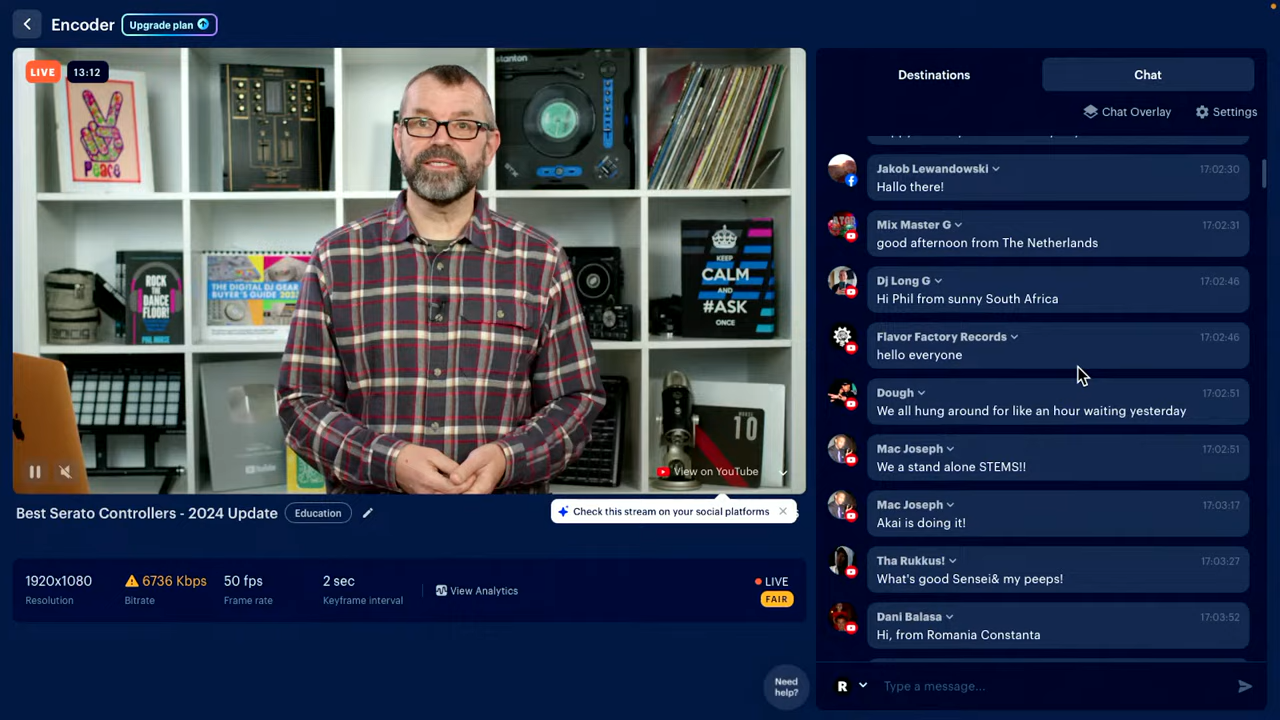 Encoder
Upgrade plan
LIVE
13:12
Peace
stanton
ROCK
THE
DANCE
FLOOR!
PHIL MORSE
THE DIGITAL DJ GEAR
BUYER'S GUIDE
KEEP
CALM
AND
#ASK
ONCE
YouTube
HOUSE
10
View on YouTube
Check this stream on your social platforms
Best Serato Controllers - 2024 Update
Education
1920x1080
Resolution
6736 Kbps
Bitrate
50 fps
Frame rate
2 sec
Keyframe interval
View Analytics
LIVE
FAIR
Need
help?
Destinations
Chat
Chat Overlay
Settings
Jakob Lewandowski 17:02:30
Hallo there!
Mix Master G 17:02:31
good afternoon from The Netherlands
Dj Long G 17:02:46
Hi Phil from sunny South Africa
Flavor Factory Records 17:02:46
hello everyone
Dough 17:02:51
We all hung around for like an hour waiting yesterday
Mac Joseph 17:02:51
We a stand alone STEMS!!
Mac Joseph 17:03:17
Akai is doing it!
Tha Rukkus! 17:03:27
What's good Sensei& my peeps!
Dani Balasa 17:03:52
Hi, from Romania Constanta
R
Type a message...